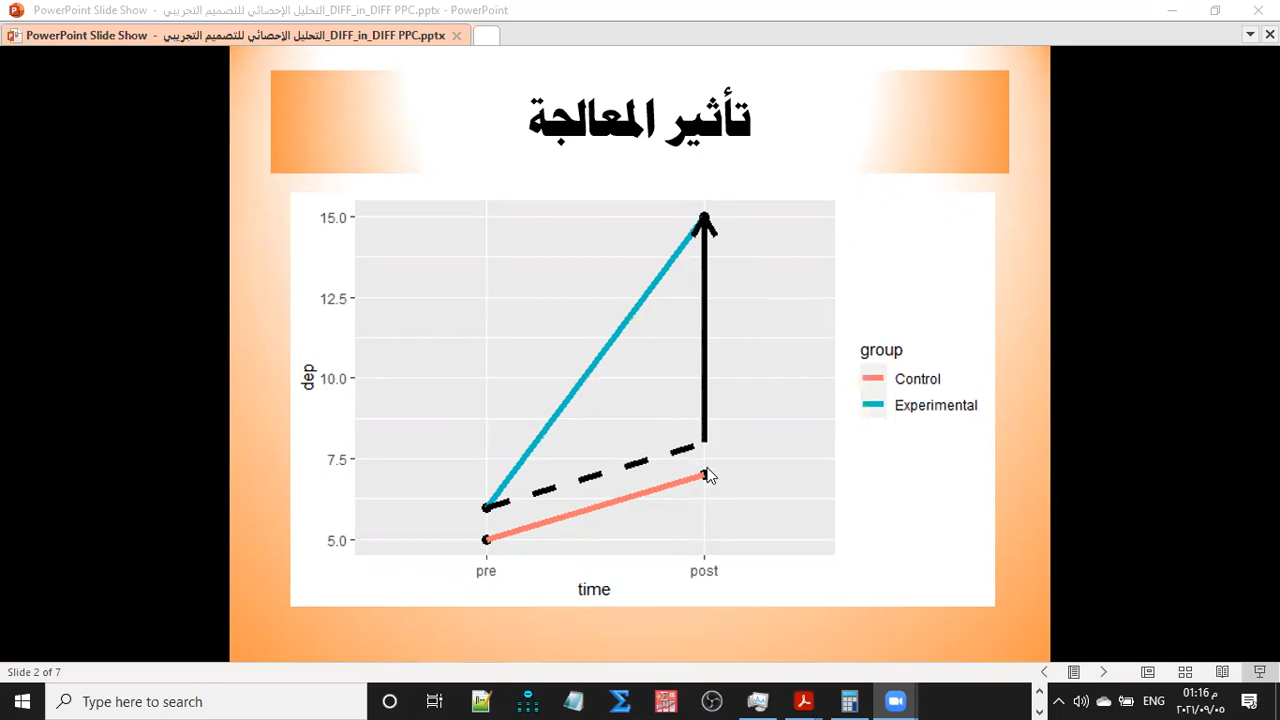 PowerPoint Slide Show - التحليل الإحصائي للتصميم التجريبي_DIFF_in_DIFF PPC.pptx - PowerPoint
PowerPoint Slide Show - التحليل الإحصائي للتصميم التجريبي_DIFF_in_DIFF PPC.pptx
تأثير المعالجة
15.0
12.5
10.0
7.5
5.0
dep
pre
post
time
group
Control
Experimental
Slide 2 of 7
Type here to search
ENG
01:16 م
٢٠٢١/٠٩/٠٥